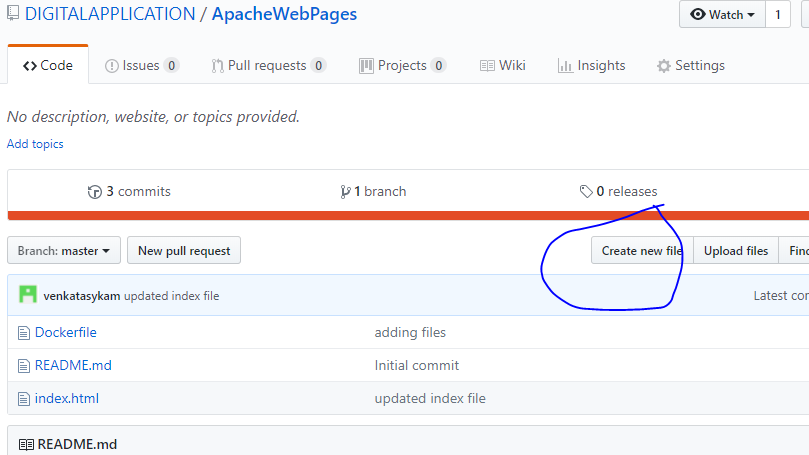 DIGITALAPPLICATION / ApacheWebPages Watch 1
Code Issues 0 Pull requests 0 Projects 0 Wiki Insights Settings
No description, website, or topics provided.
Add topics
3 commits 1 branch 0 releases
Branch: master New pull request Create new file Upload files Find
venkatasykam updated index file Latest com
Dockerfile adding files
README.md Initial commit
index.html updated index file
README.md